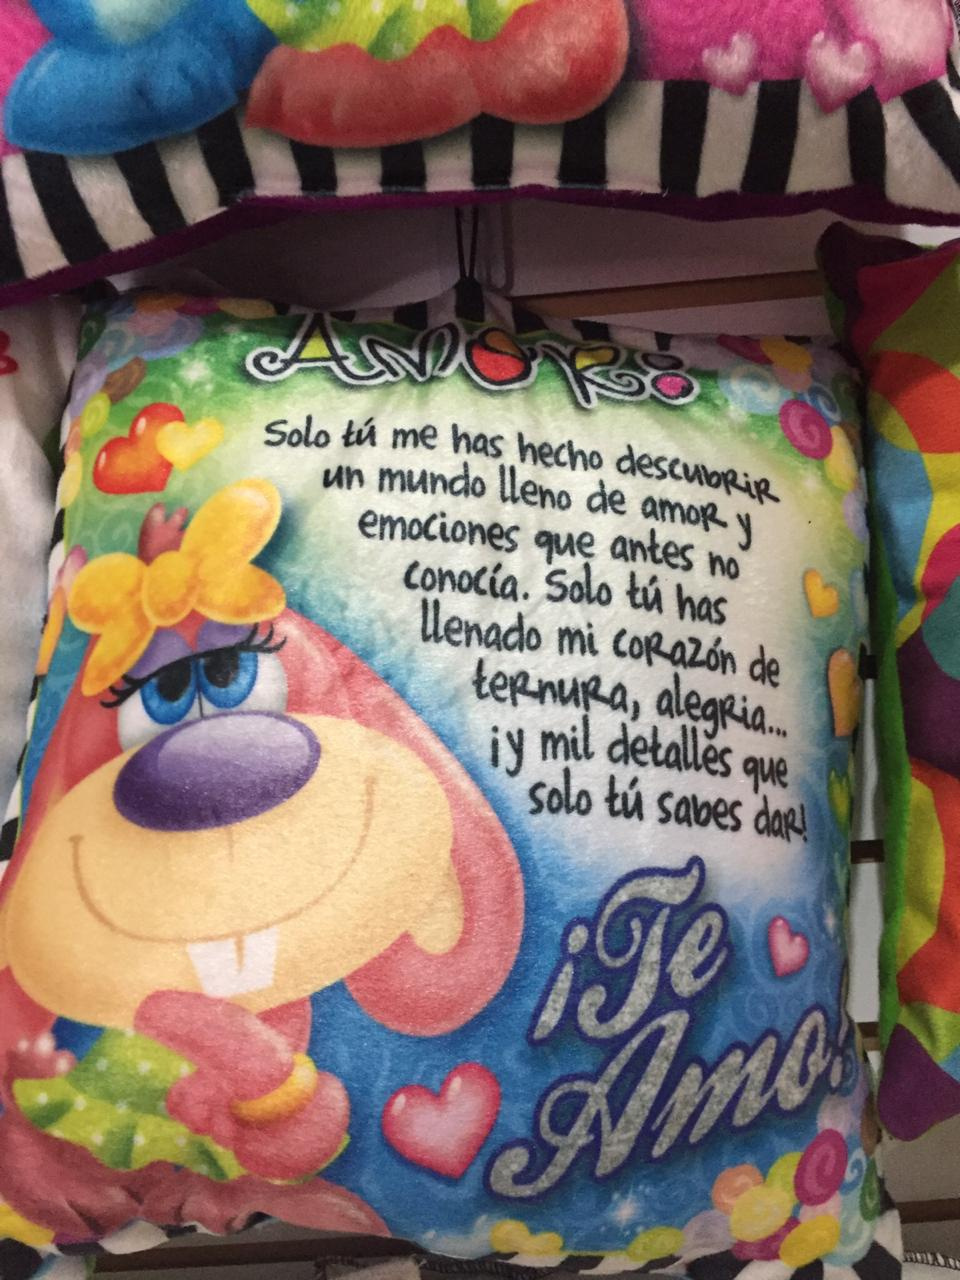 AMOR:
Solo tú me has hecho descubrir
un mundo lleno de amor y
emociones que antes no
conocía. Solo tú has
llenado mi corazón de
ternura, alegria...
¡y mil detalles que
solo tú sabes dar!
¡Te
Amo!